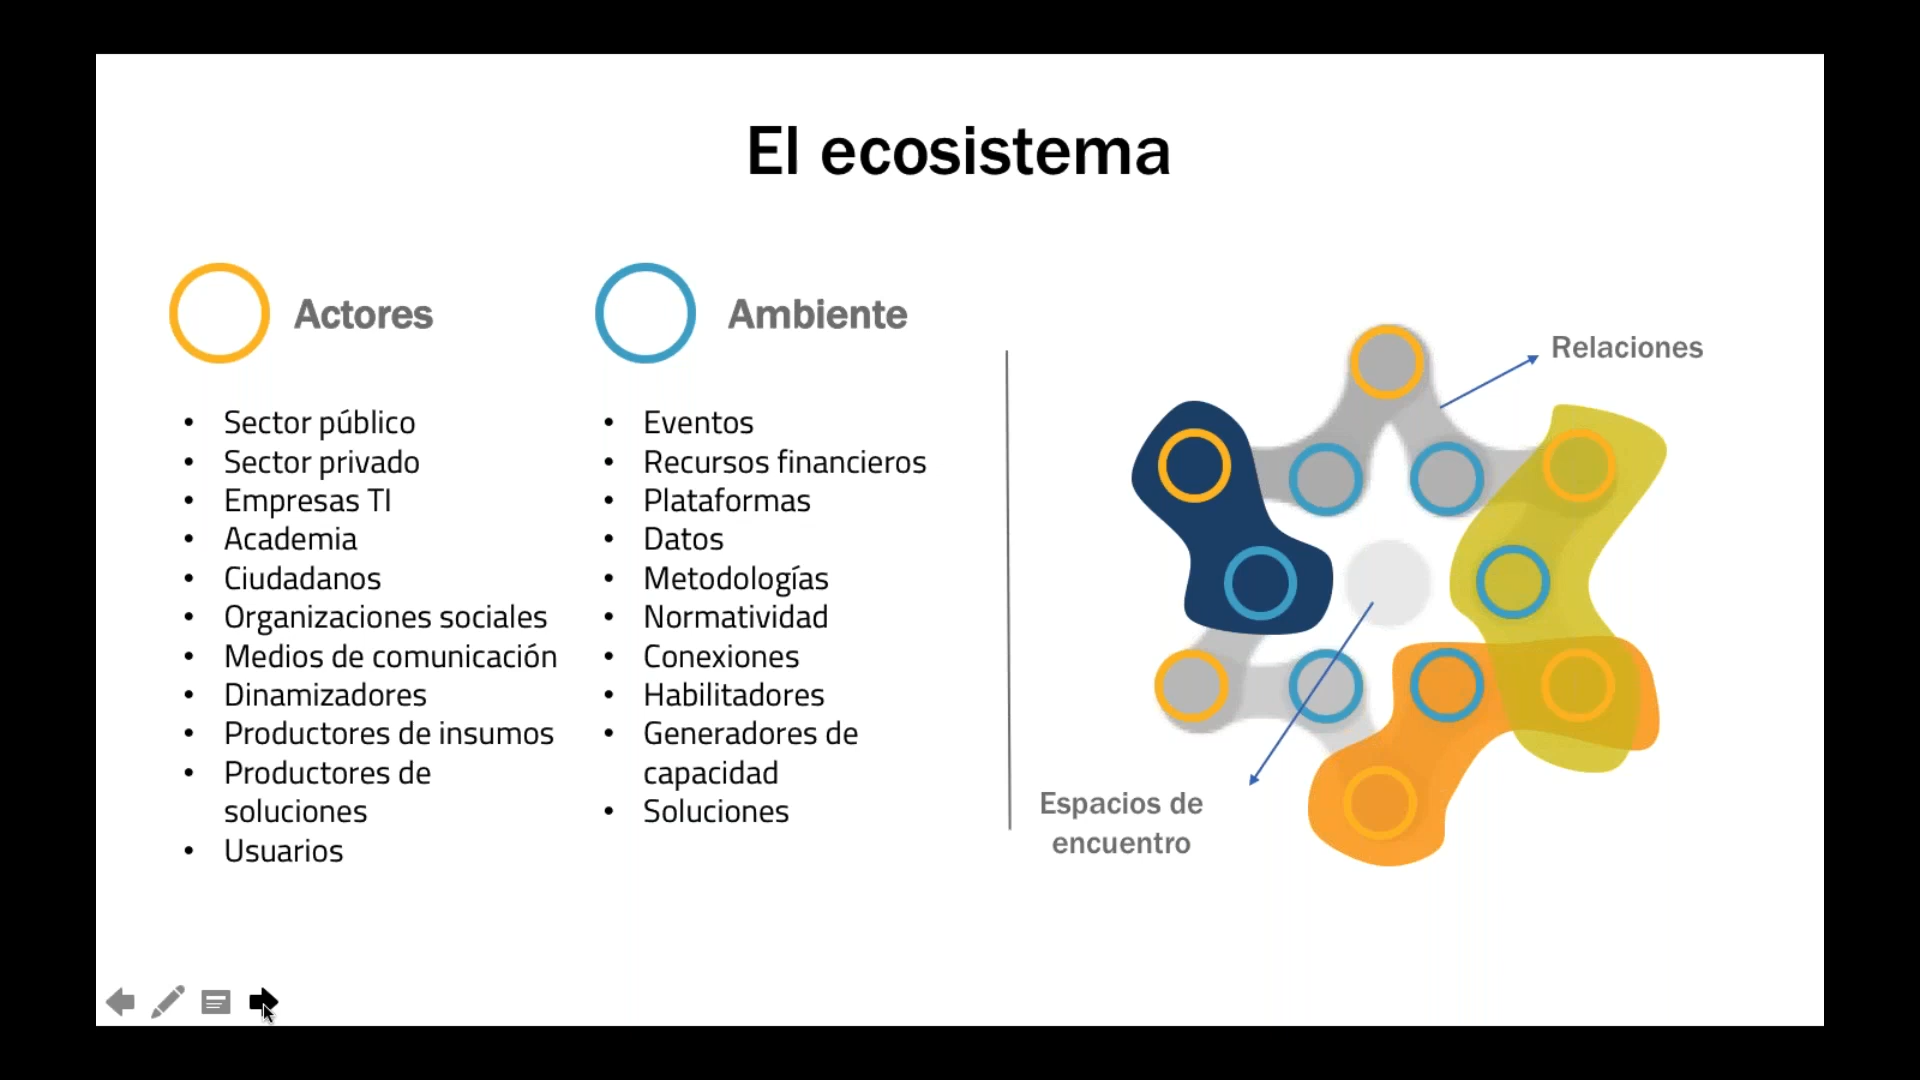 El ecosistema
Actores
• Sector público
• Sector privado
• Empresas TI
• Academia
• Ciudadanos
• Organizaciones sociales
• Medios de comunicación
• Dinamizadores
• Productores de insumos
• Productores de
soluciones
• Usuarios
Ambiente
• Eventos
• Recursos financieros
• Plataformas
• Datos
• Metodologías
• Normatividad
• Conexiones
• Habilitadores
• Generadores de
capacidad
• Soluciones
Relaciones
Espacios de
encuentro